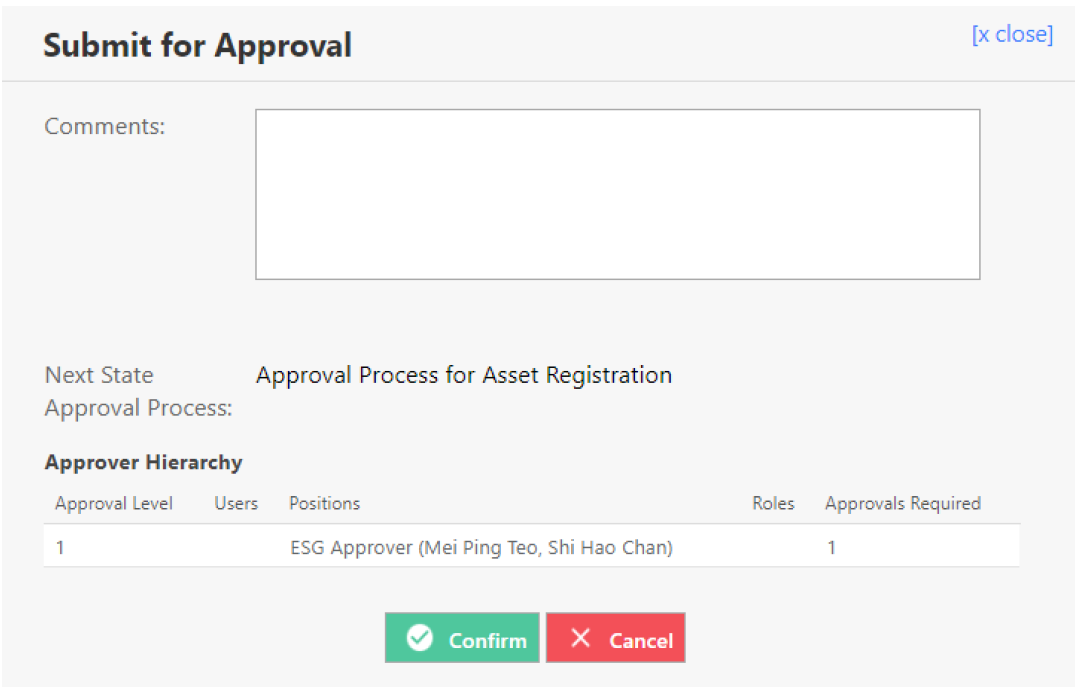 Submit for Approval
[x close]
Comments:
Next State
Approval Process:
Approval Process for Asset Registration
Approver Hierarchy
Approval Level Users Positions Roles Approvals Required
1 ESG Approver (Mei Ping Teo, Shi Hao Chan) 1
Confirm Cancel